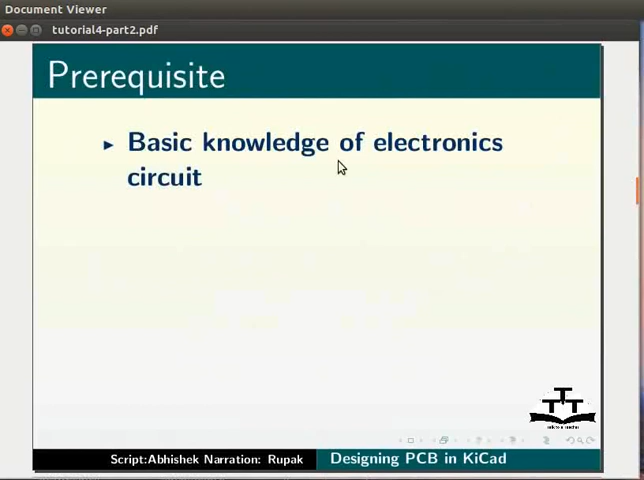 Document Viewer
tutorial4-part2.pdf
Prerequisite
Basic knowledge of electronics
circuit
Script:Abhishek Narration: Rupak
Designing PCB in KiCad